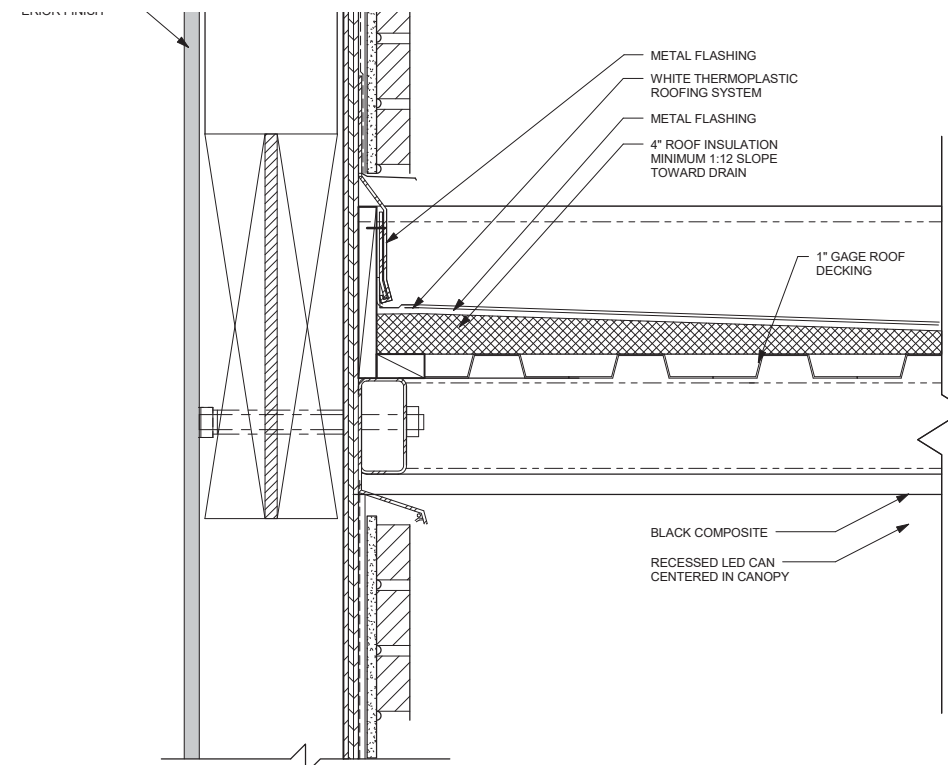 METAL FLASHING
WHITE THERMOPLASTIC
ROOFING SYSTEM
METAL FLASHING
4" ROOF INSULATION
MINIMUM 1:12 SLOPE
TOWARD DRAIN
1" GAGE ROOF
DECKING
BLACK COMPOSITE
RECESSED LED CAN
CENTERED IN CANOPY